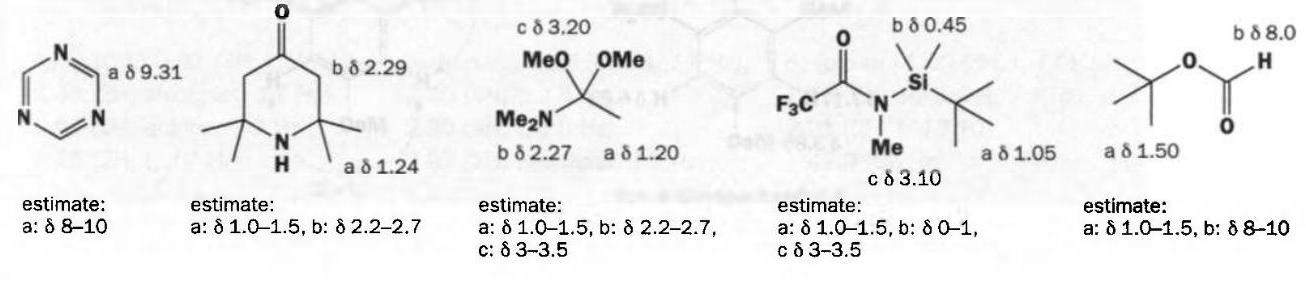 N
N
N
a δ 9.31
O
b δ 2.29
N
H
a δ 1.24
c δ 3.20
MeO
OMe
Me₂N
b δ 2.27
a δ 1.20
b δ 0.45
O
Si
F₃C
N
Me
a δ 1.05
c δ 3.10
b δ 8.0
O
H
O
a δ 1.50
estimate:
a: δ 8–10
estimate:
a: δ 1.0–1.5, b: δ 2.2–2.7
estimate:
a: δ 1.0–1.5, b: δ 2.2–2.7,
c: δ 3–3.5
estimate:
a: δ 1.0–1.5, b: δ 0–1,
c δ 3–3.5
estimate:
a: δ 1.0–1.5, b: δ 8–10